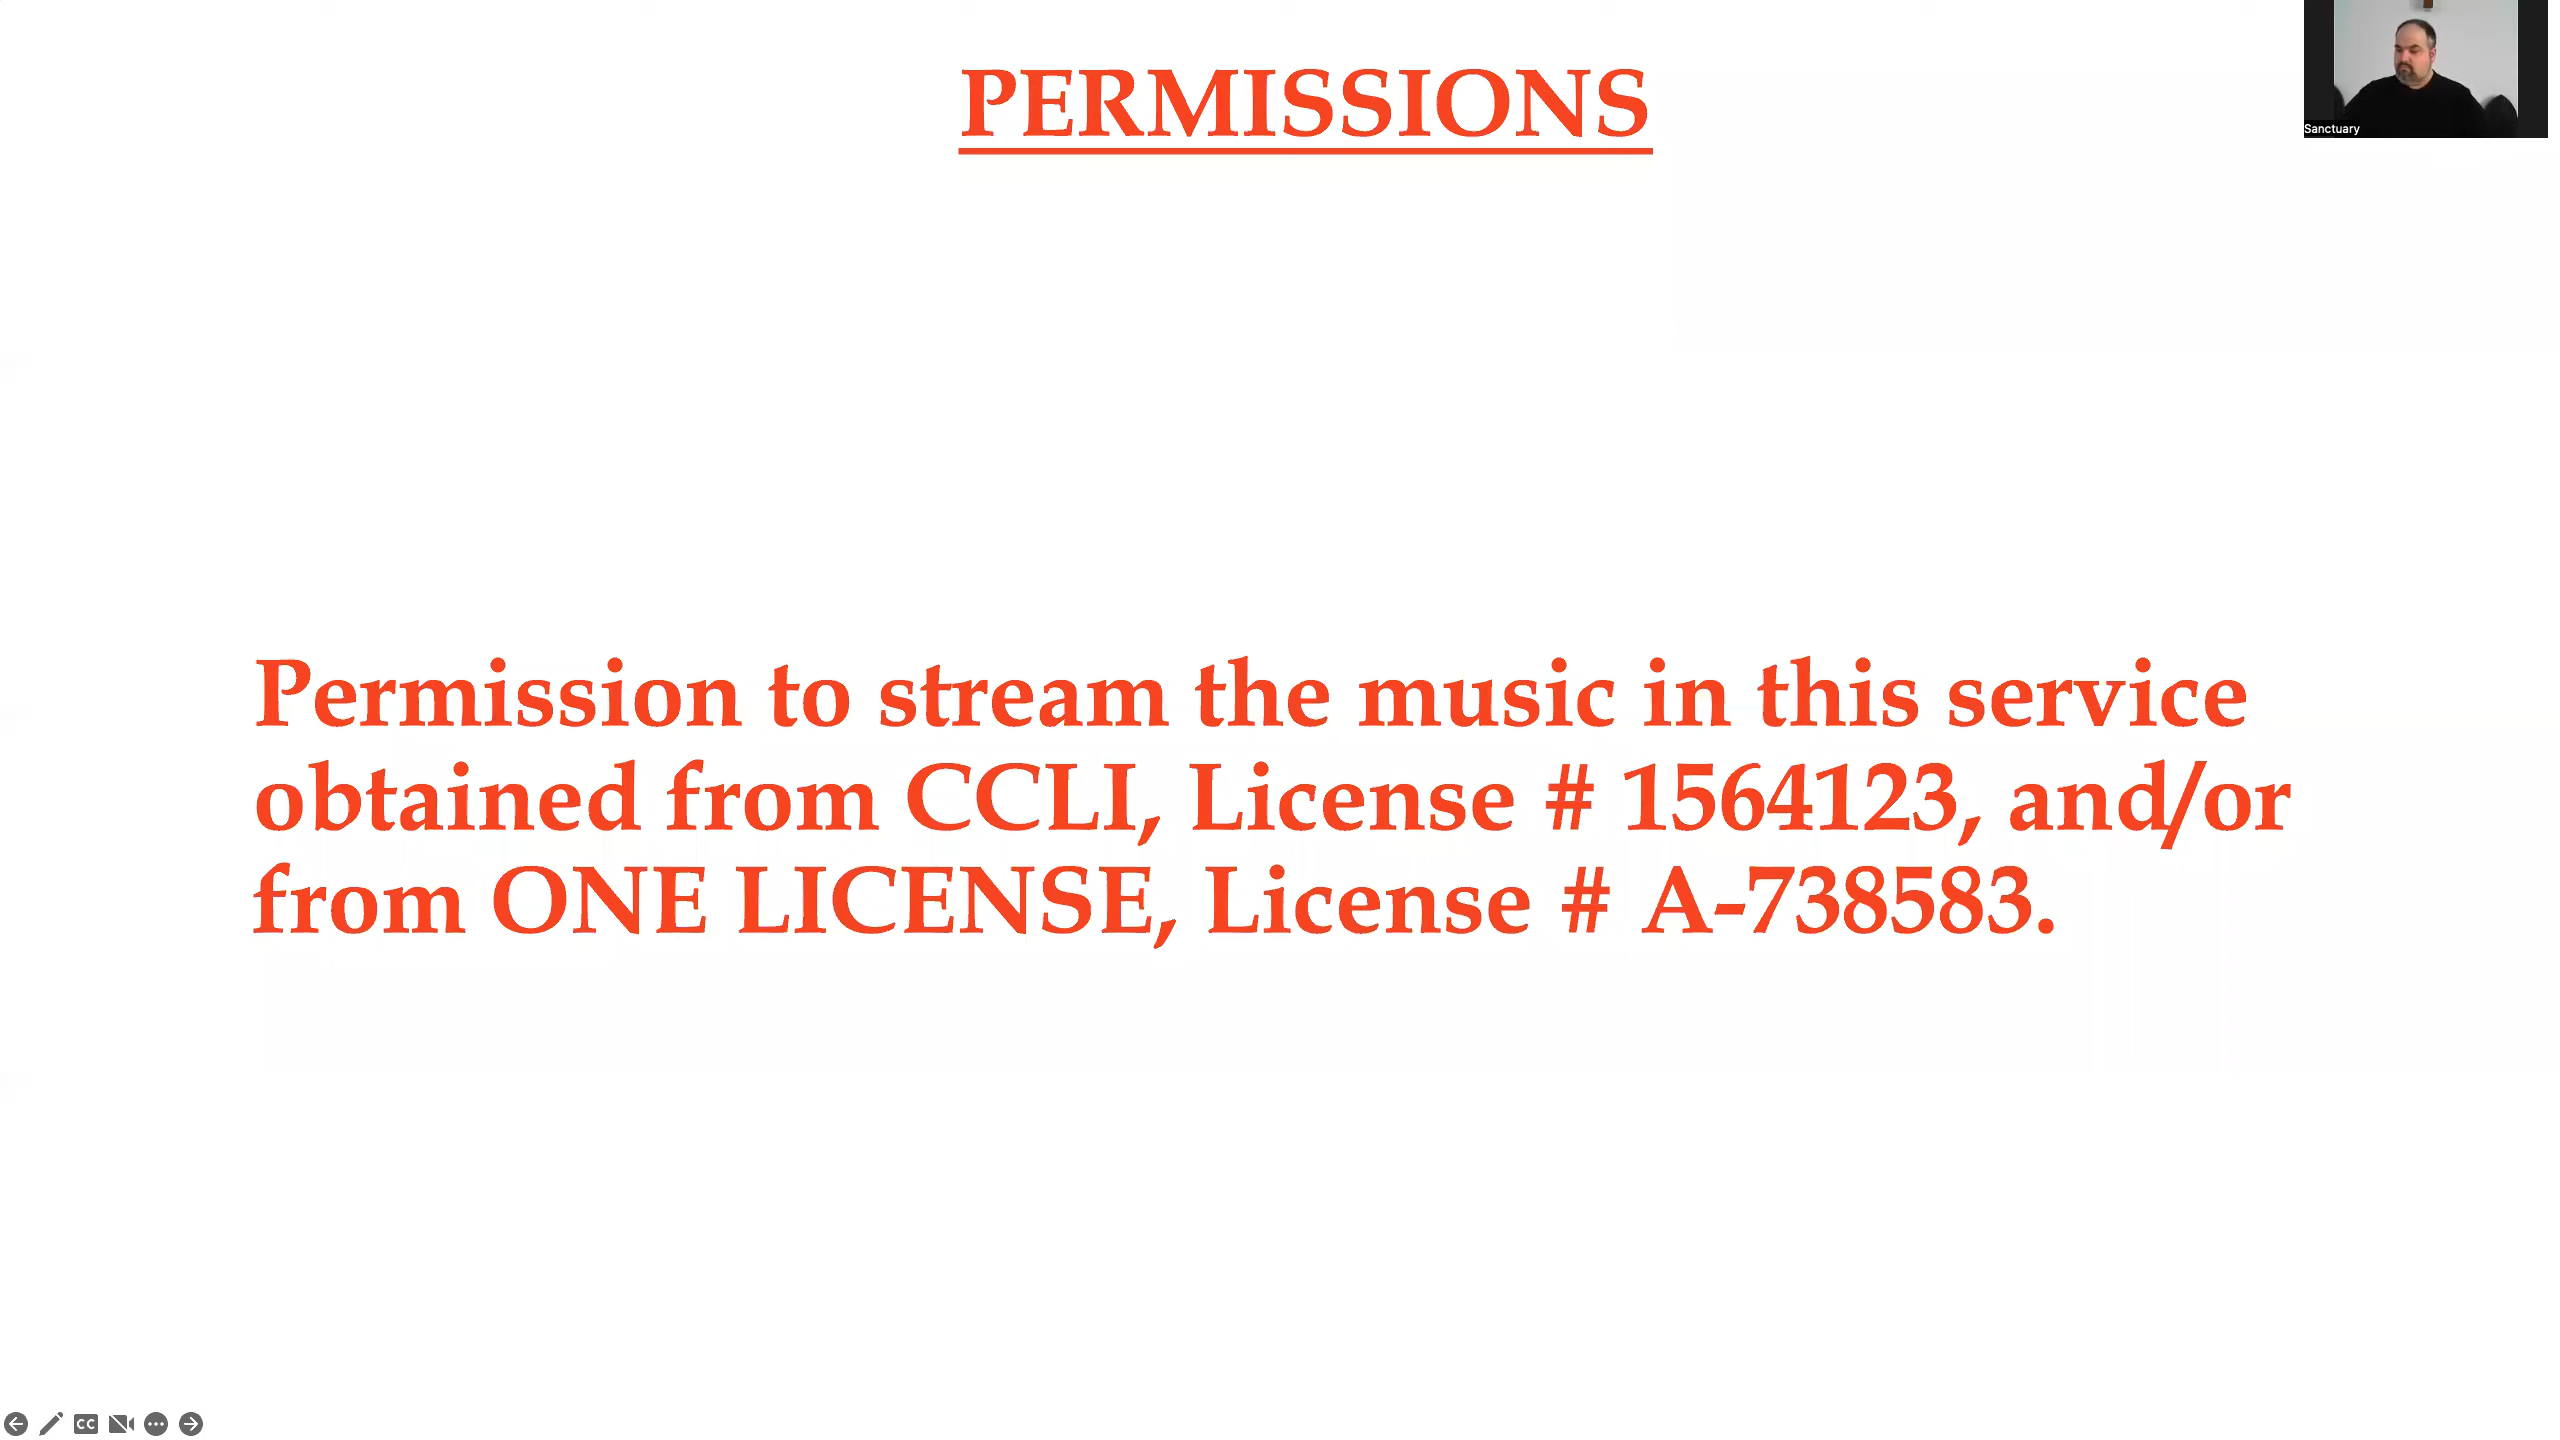 PERMISSIONS
Sanctuary
Permission to stream the music in this service
obtained from CCLI, License # 1564123, and/or
from ONE LICENSE, License # A-738583.
CC